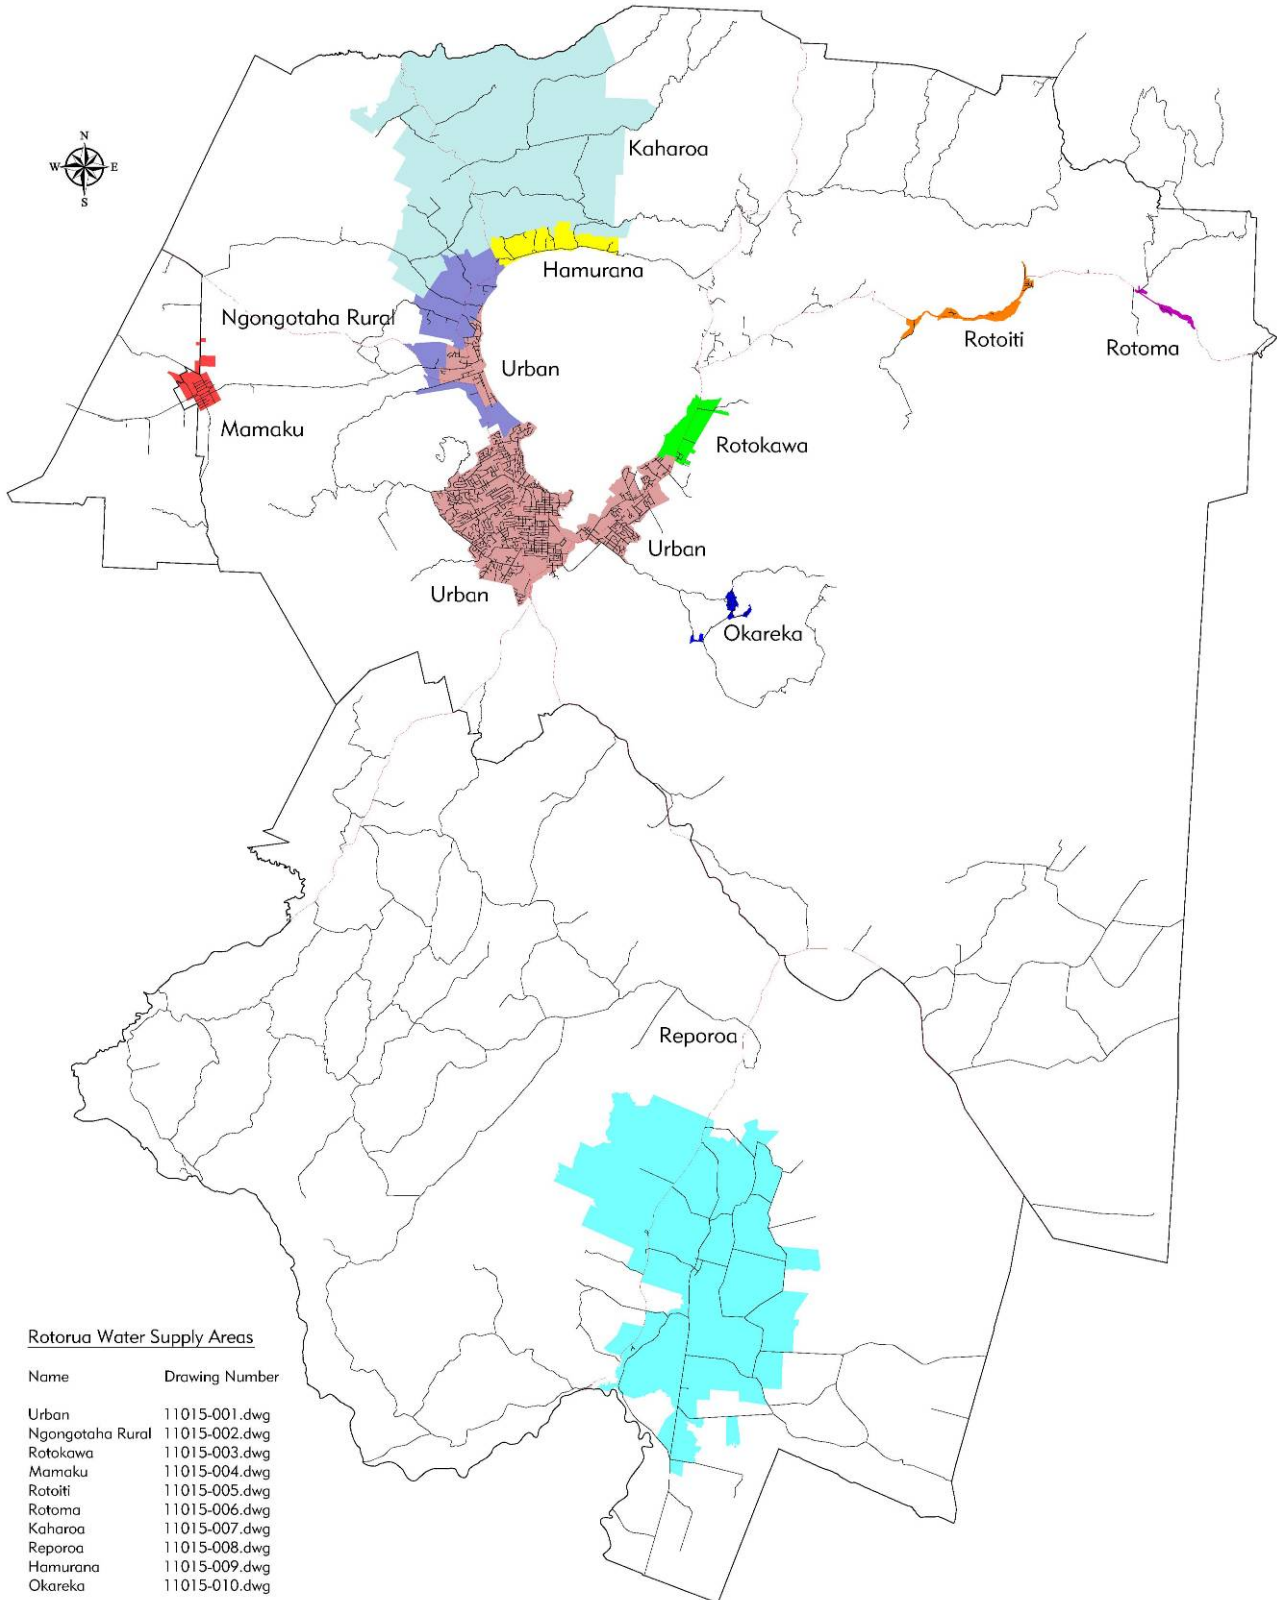 N
W E
S
Kaharoa
Hamurana
Ngongotaha Rural
Urban
Rotoiti
Rotoma
Mamaku
Rotokawa
Urban
Urban
Okareka
Reporoa
Rotorua Water Supply Areas
Name Drawing Number
Urban 11015-001.dwg
Ngongotaha Rural 11015-002.dwg
Rotokawa 11015-003.dwg
Mamaku 11015-004.dwg
Rotoiti 11015-005.dwg
Rotoma 11015-006.dwg
Kaharoa 11015-007.dwg
Reporoa 11015-008.dwg
Hamurana 11015-009.dwg
Okareka 11015-010.dwg